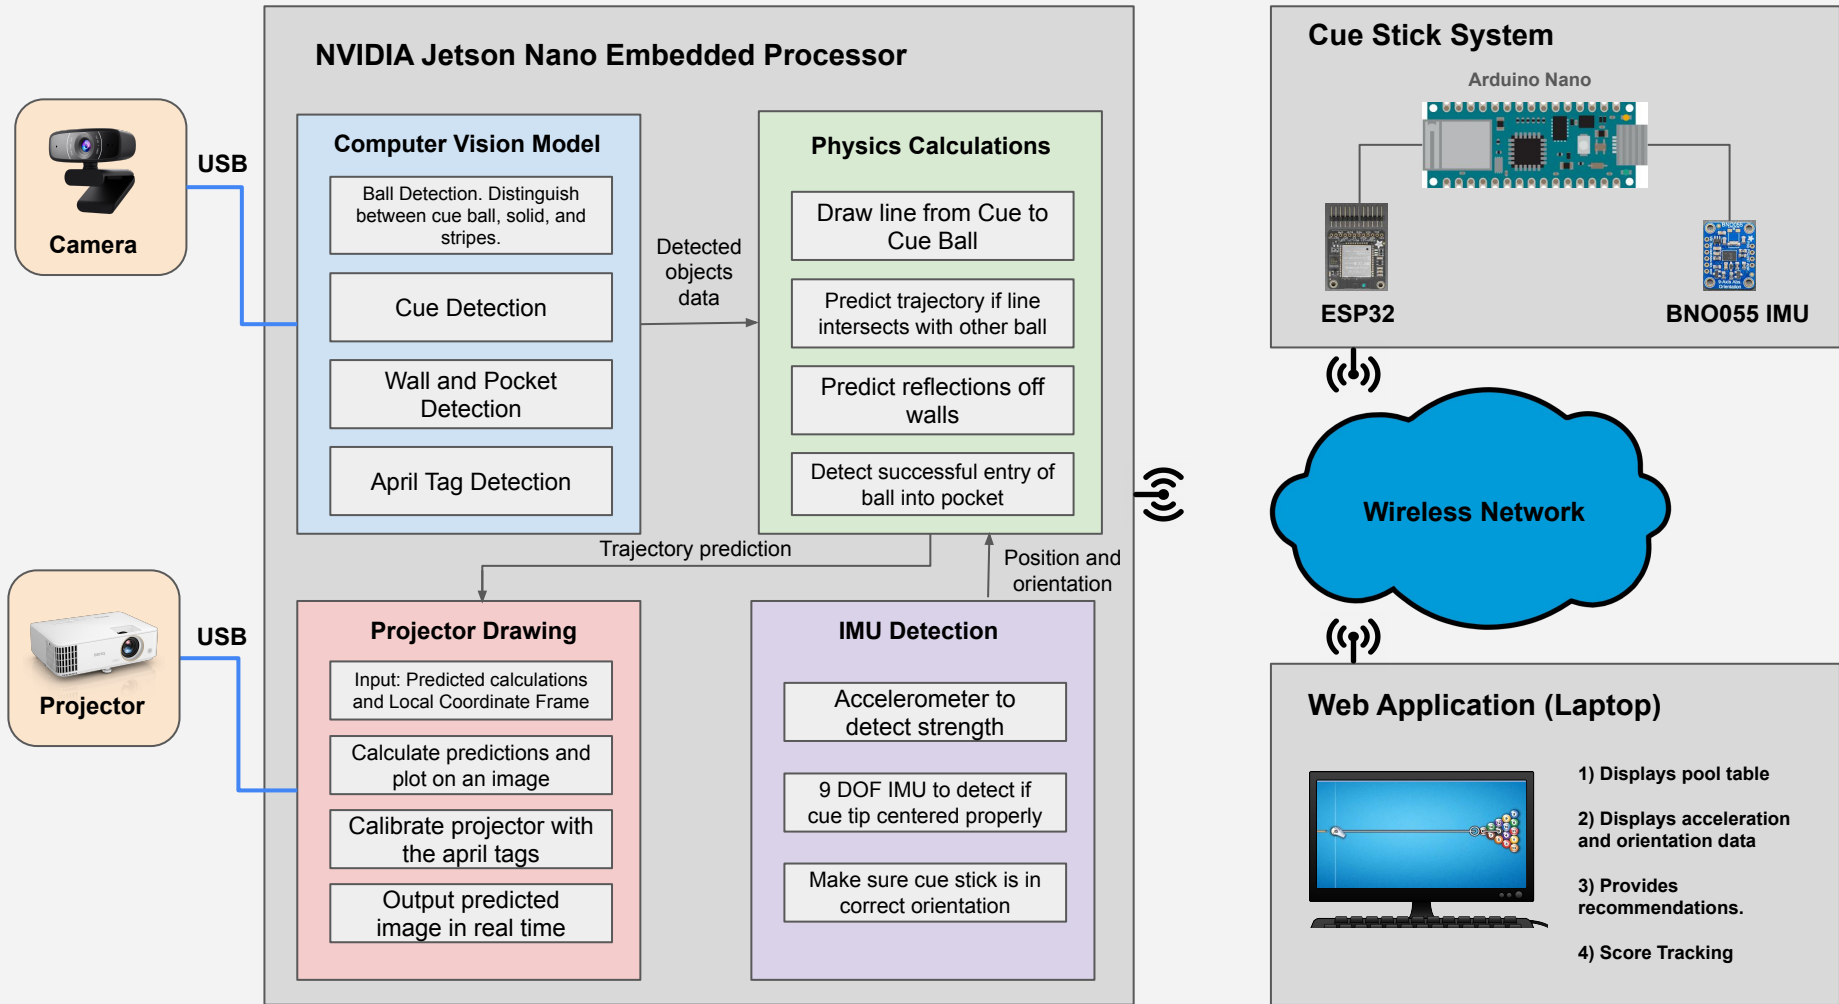 NVIDIA Jetson Nano Embedded Processor
Camera
USB
Projector
USB
Computer Vision Model
Ball Detection. Distinguish
between cue ball, solid, and
stripes.
Cue Detection
Wall and Pocket
Detection
April Tag Detection
Detected
objects
data
Physics Calculations
Draw line from Cue to
Cue Ball
Predict trajectory if line
intersects with other ball
Predict reflections off
walls
Detect successful entry of
ball into pocket
Trajectory prediction
Position and
orientation
Projector Drawing
Input: Predicted calculations
and Local Coordinate Frame
Calculate predictions and
plot on an image
Calibrate projector with
the april tags
Output predicted
image in real time
IMU Detection
Accelerometer to
detect strength
9 DOF IMU to detect if
cue tip centered properly
Make sure cue stick is in
correct orientation
Cue Stick System
Arduino Nano
ESP32
BNO055 IMU
Wireless Network
Web Application (Laptop)
1) Displays pool table
2) Displays acceleration
and orientation data
3) Provides
recommendations.
4) Score Tracking